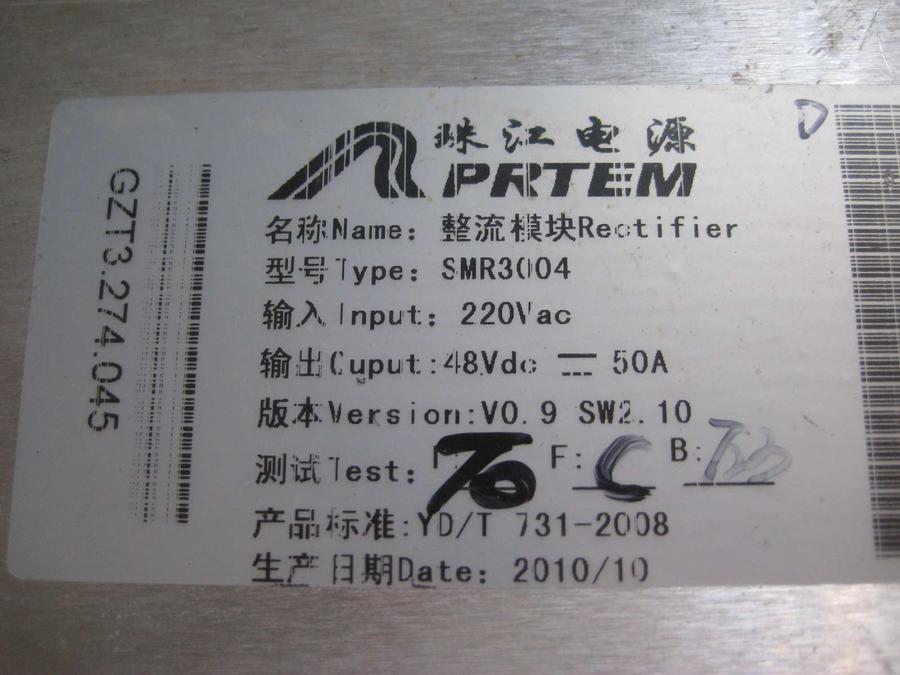 珠江电源
PRTEM
名称Name: 整流模块Rectifier
型号Type: SMR3004
输入Input: 220Vac
输出Ouput:48Vdc ⎓ 50A
版本Version:V0.9 SW2.10
测试Test: F: C B:
产品标准:YD/T 731-2008
生产日期Date: 2010/10
GZT3.274.045
D